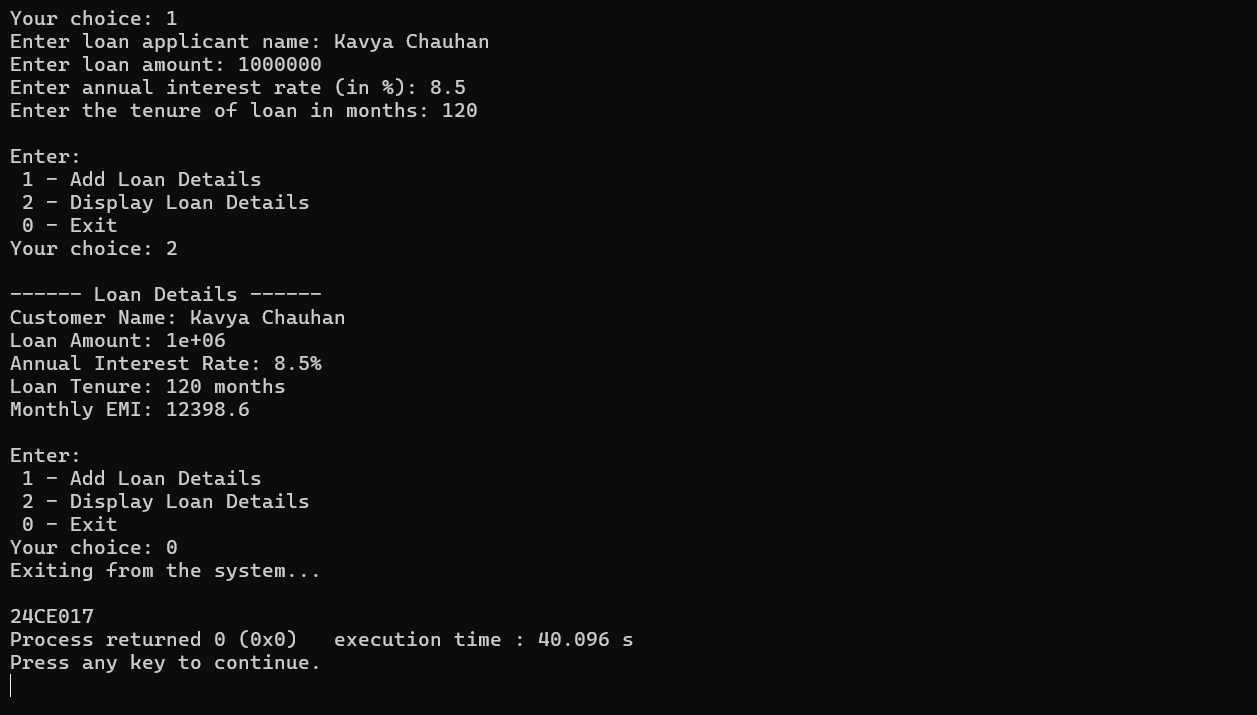 Your choice: 1
Enter loan applicant name: Kavya Chauhan
Enter loan amount: 1000000
Enter annual interest rate (in %): 8.5
Enter the tenure of loan in months: 120
Enter:
 1 - Add Loan Details
 2 - Display Loan Details
 0 - Exit
Your choice: 2
------ Loan Details ------
Customer Name: Kavya Chauhan
Loan Amount: 1e+06
Annual Interest Rate: 8.5%
Loan Tenure: 120 months
Monthly EMI: 12398.6
Enter:
 1 - Add Loan Details
 2 - Display Loan Details
 0 - Exit
Your choice: 0
Exiting from the system...
24CE017
Process returned 0 (0x0)   execution time : 40.096 s
Press any key to continue.